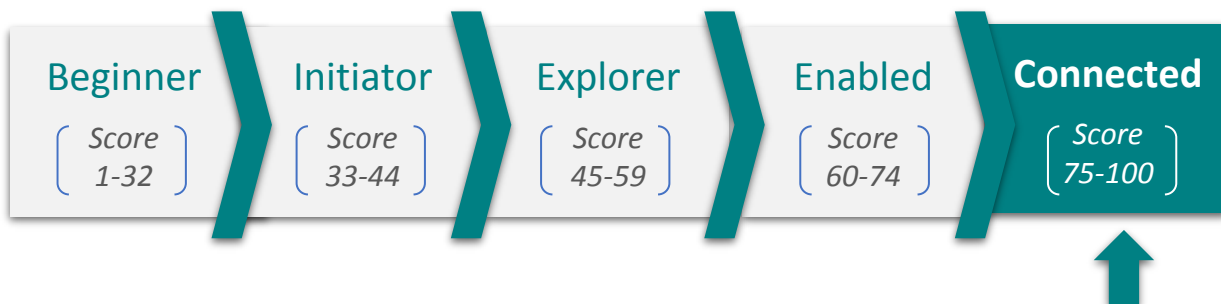 Beginner
Score
1-32
Initiator
Score
33-44
Explorer
Score
45-59
Enabled
Score
60-74
Connected
Score
75-100